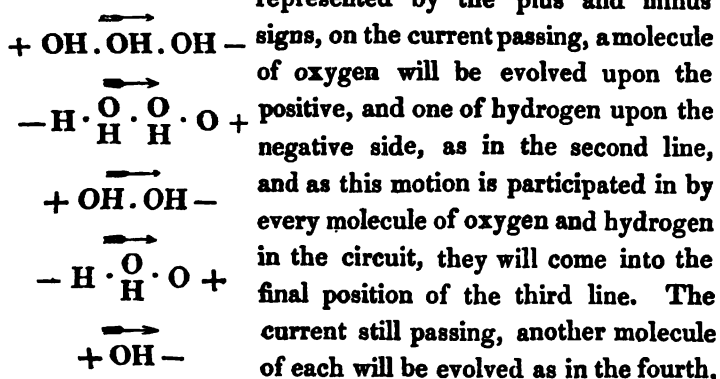 represented by the plus and minus
+ OH . OH . OH –
signs, on the current passing, a molecule
of oxygen will be evolved upon the
– H · O · O · O +
H H
positive, and one of hydrogen upon the
negative side, as in the second line,
+ OH . OH –
and as this motion is participated in by
every molecule of oxygen and hydrogen
– H · O · O +
H
in the circuit, they will come into the
final position of the third line. The
+ OH –
current still passing, another molecule
of each will be evolved as in the fourth.